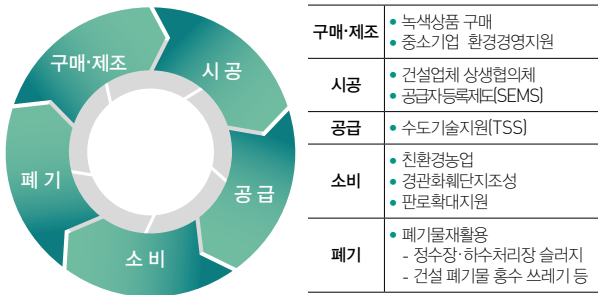 구매·제조
시 공
공 급
소 비
폐 기
구매·제조
• 녹색상품 구매
• 중소기업 환경경영지원
시공
• 건설업체 상생협의체
• 공급자등록제도(SEMS)
공급
• 수도기술지원(TSS)
소비
• 친환경농업
• 경관화훼단지조성
• 판로확대지원
폐기
• 폐기물재활용
- 정수장·하수처리장 슬러지
- 건설 폐기물 홍수 쓰레기 등